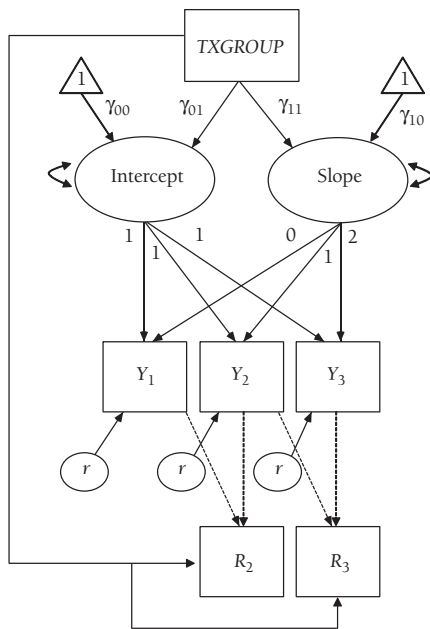 TXGROUP
1
1
γ₀₀
γ₀₁
γ₁₁
γ₁₀
Intercept
Slope
1
1
1
0
1
2
Y₁
Y₂
Y₃
r
r
r
R₂
R₃